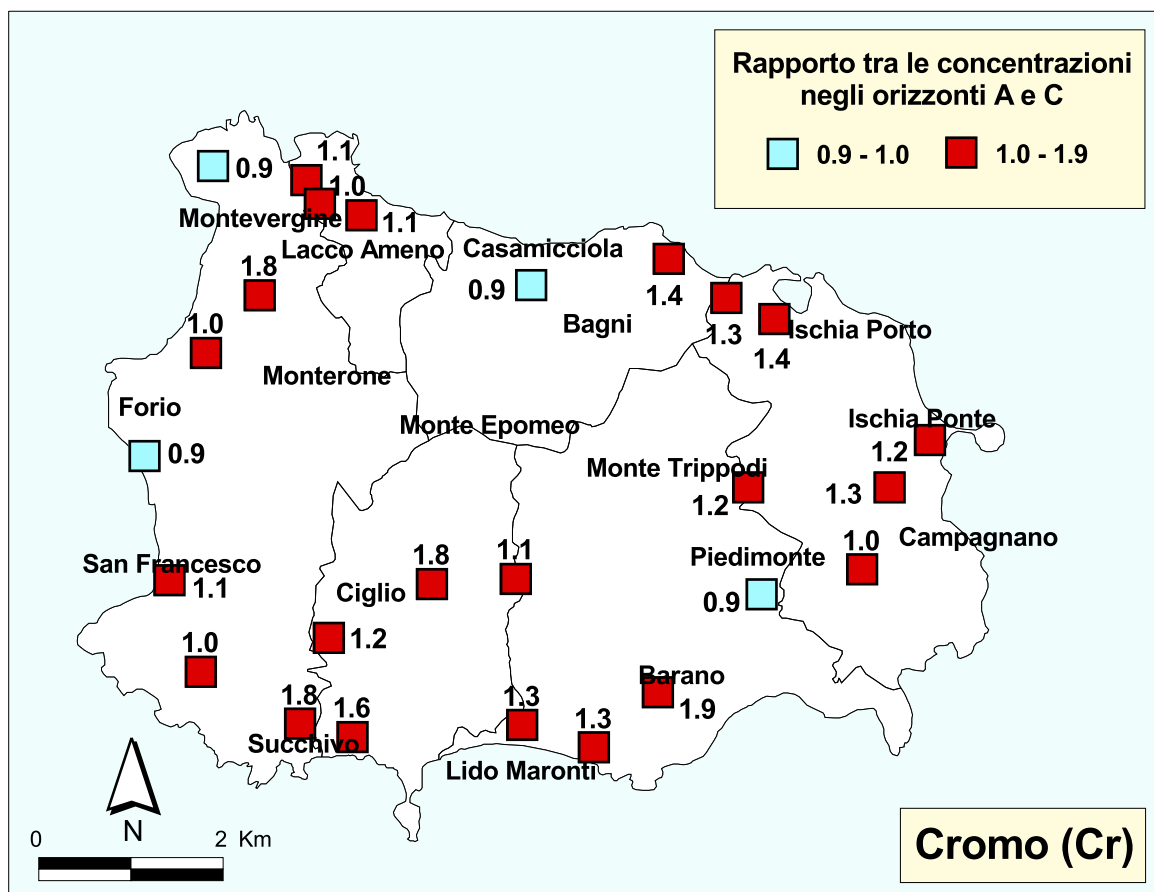 Rapporto tra le concentrazioni
negli orizzonti A e C
0.9 - 1.0
1.0 - 1.9
1.1
0.9
1.0
Montevergine
1.1
Lacco Ameno
Casamicciola
1.8
0.9
1.4
Bagni
1.3
Ischia Porto
1.0
1.4
Monterone
Forio
Monte Epomeo
Ischia Ponte
0.9
1.2
Monte Trippodi
1.2
1.3
Campagnano
1.0
San Francesco
1.1
1.8
1.1
Piedimonte
Ciglio
0.9
1.0
1.2
Barano
1.9
1.8
1.6
1.3
1.3
Succhivo
Lido Maronti
N
0
2 Km
Cromo (Cr)